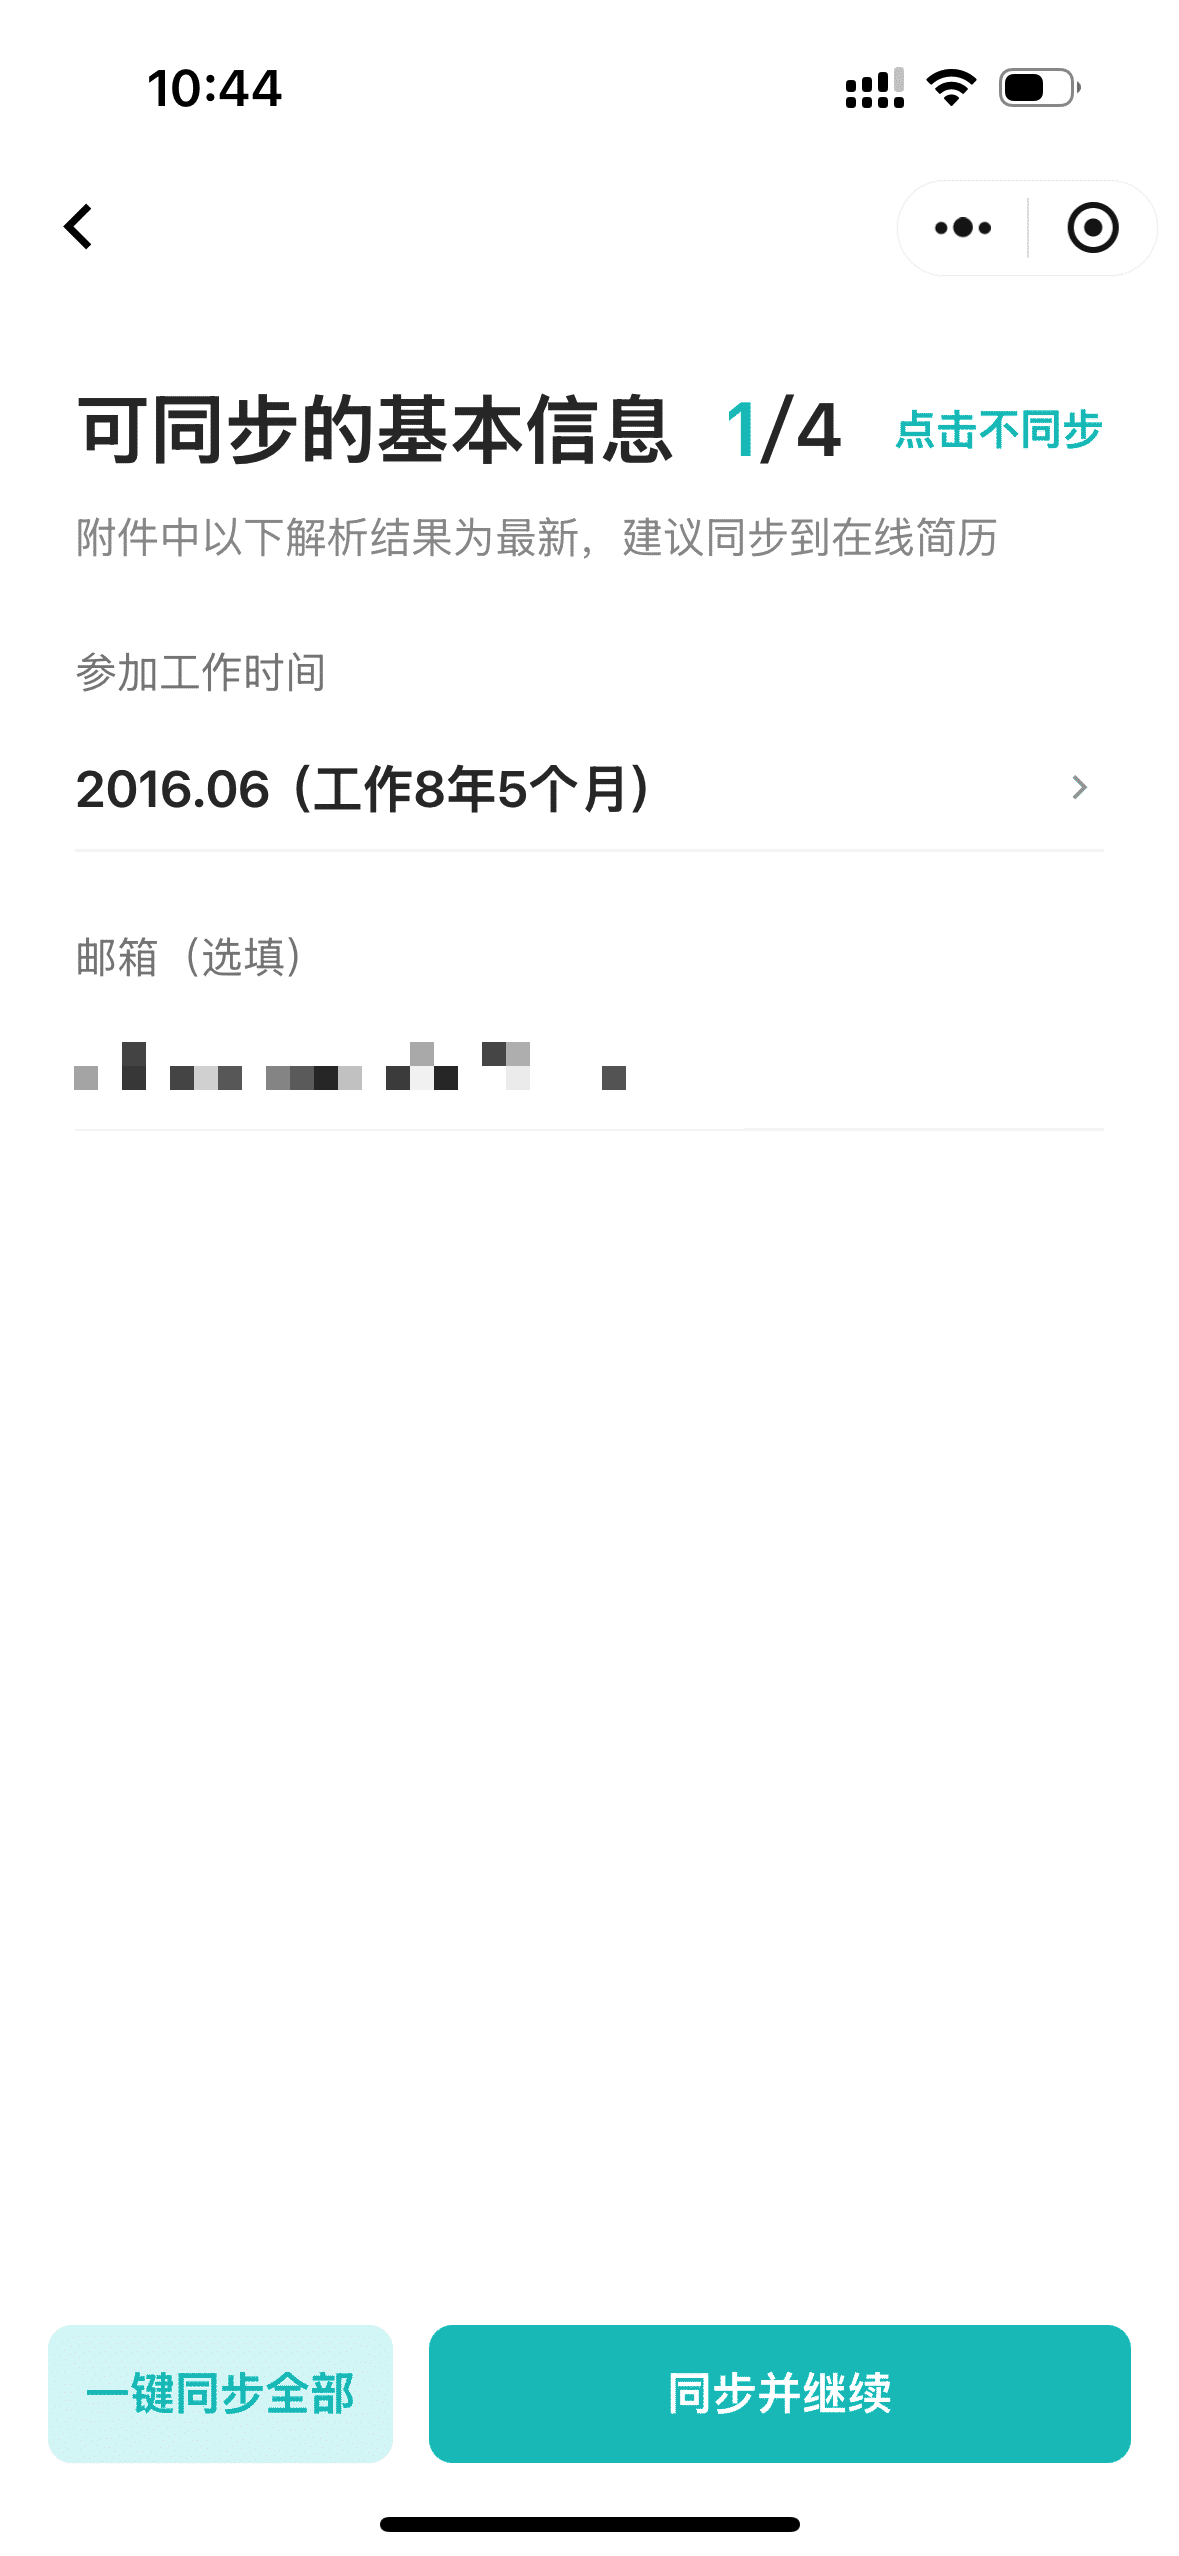 10:44
可同步的基本信息 1/4 点击不同步
附件中以下解析结果为最新，建议同步到在线简历
参加工作时间
2016.06（工作8年5个月）
邮箱（选填）
一键同步全部
同步并继续